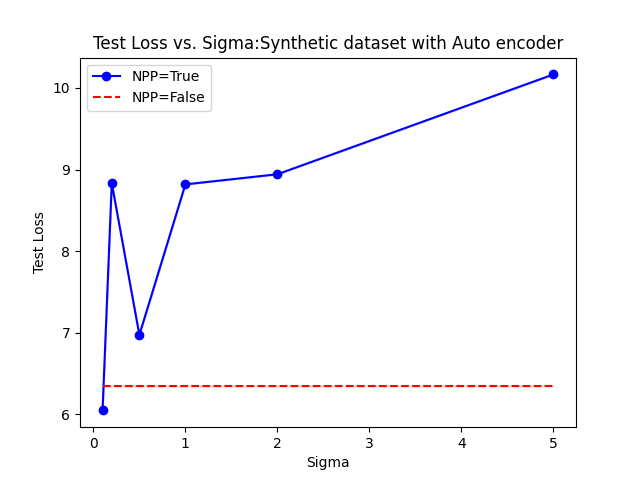 Test Loss vs. Sigma:Synthetic dataset with Auto encoder
NPP=True
NPP=False
10
9
8
7
6
Test Loss
0 1 2 3 4 5
Sigma